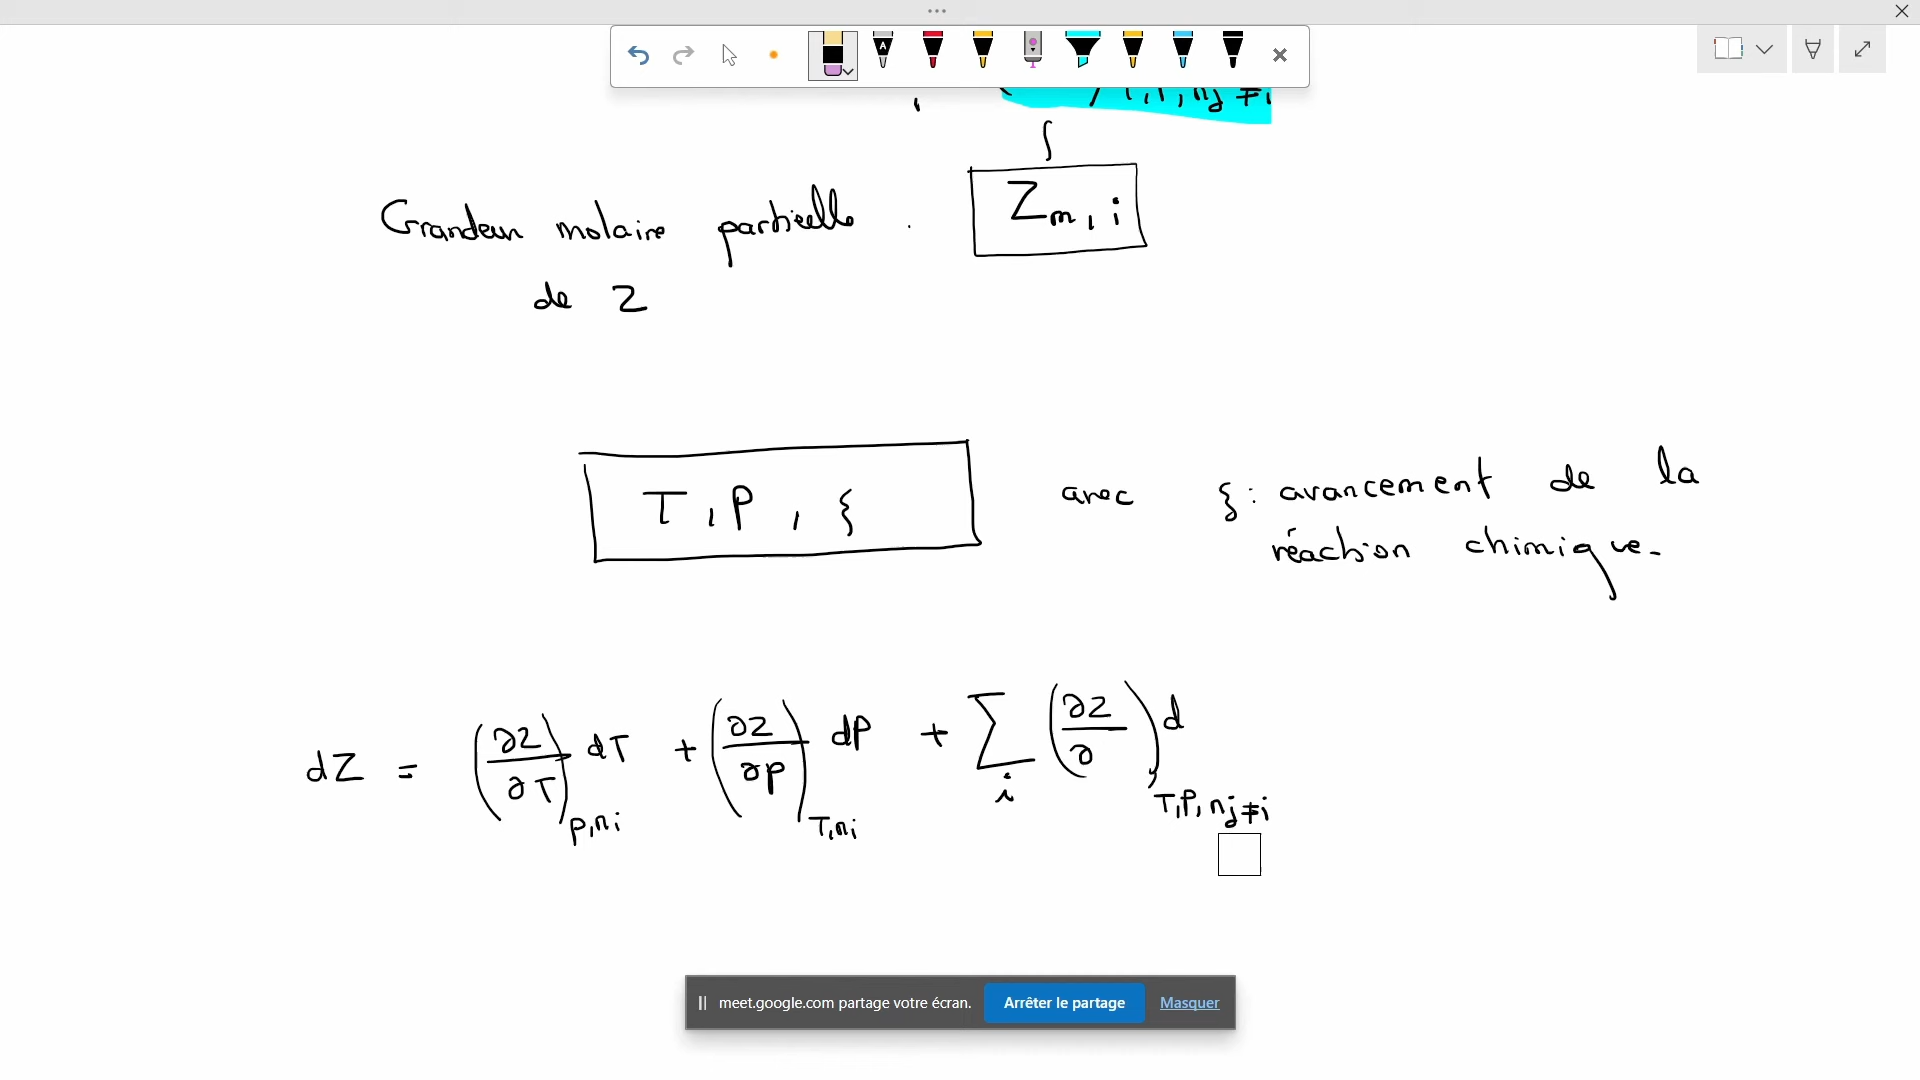 T, P, nj≠i
Grandeur molaire partielle . Zm, i
de Z
T, P, ξ avec ξ : avancement de la
réaction chimique.
dZ = (∂Z/∂T)P,ni dT + (∂Z/∂P)T,ni dP + Σi (∂Z/∂ )T,P,nj≠i d
meet.google.com partage votre écran. Arrêter le partage Masquer